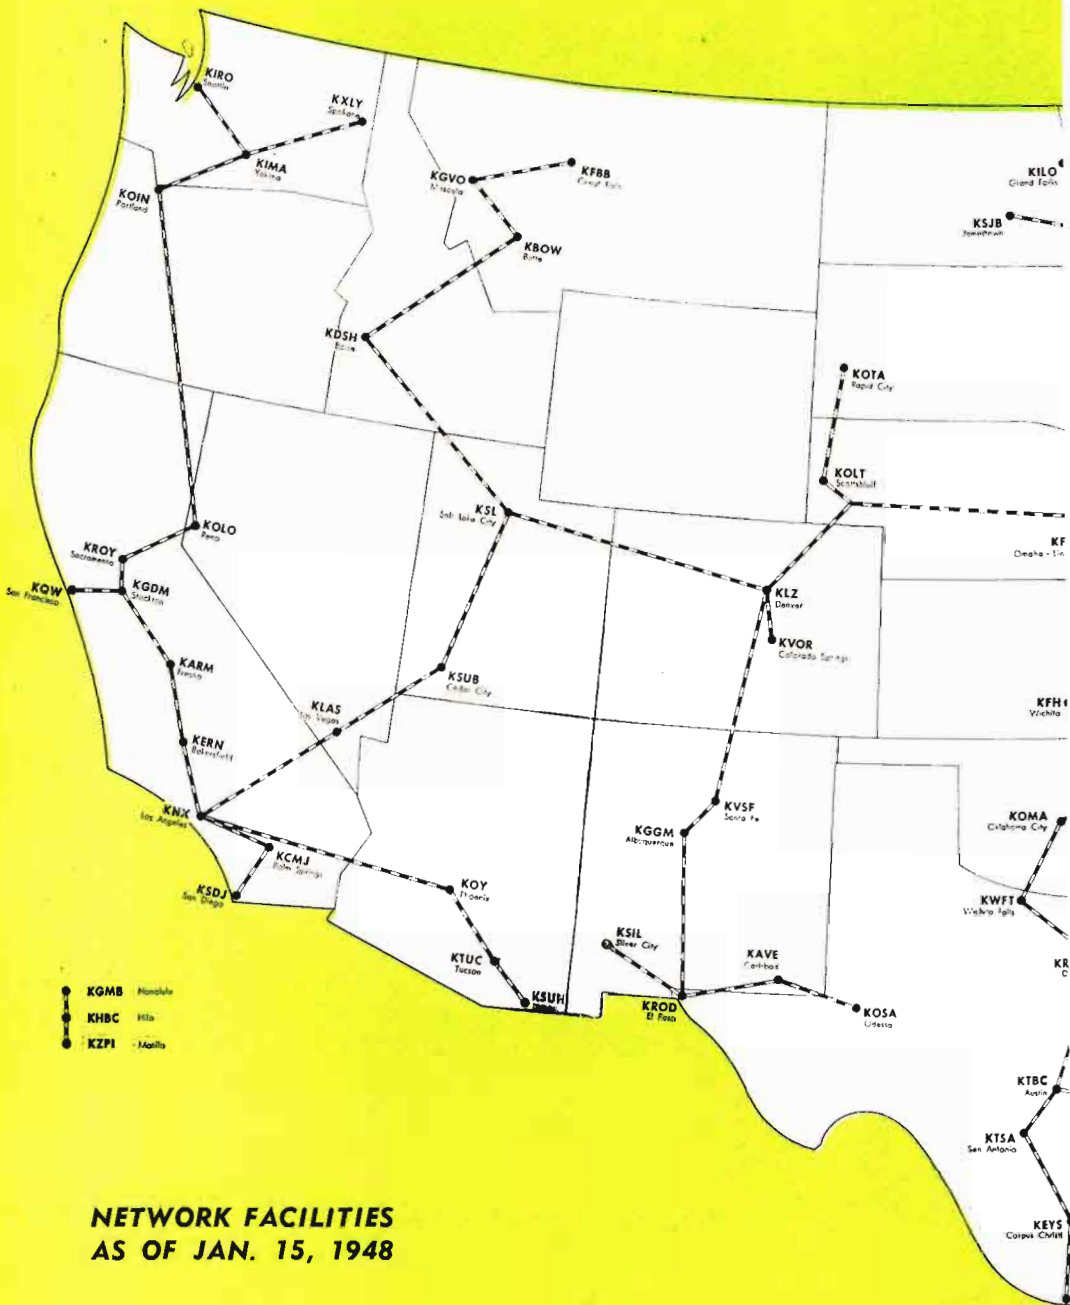 KIRO
Seattle
KXLY
Spokane
KIMA
Yakima
KOIN
Portland
KGVO
Missoula
KFBB
Great Falls
KBOW
Butte
KILO
Grand Forks
KSJB
Jamestown
KDSH
Boise
KOTA
Rapid City
KOLT
Scottsbluff
KSL
Salt Lake City
KOLO
Reno
KROY
Sacramento
KQW
San Francisco
KGDM
Stockton
KF
Omaha - Lin
KLZ
Denver
KVOR
Colorado Springs
KARM
Fresno
KSUB
Cedar City
KLAS
Las Vegas
KFH
Wichita
KERN
Bakersfield
KNX
Los Angeles
KVSF
Santa Fe
KGGM
Albuquerque
KOMA
Oklahoma City
KCMJ
Palm Springs
KSDJ
San Diego
KOY
Phoenix
KWFT
Wichita Falls
KSIL
Silver City
KTUC
Tucson
KAVE
Carlsbad
KR
D
KSUH
KROD
El Paso
KOSA
Odessa
KGMB Honolulu
KHBC Hilo
KZPI Manila
KTBC
Austin
KTSA
San Antonio
KEYS
Corpus Christi
NETWORK FACILITIES
AS OF JAN. 15, 1948